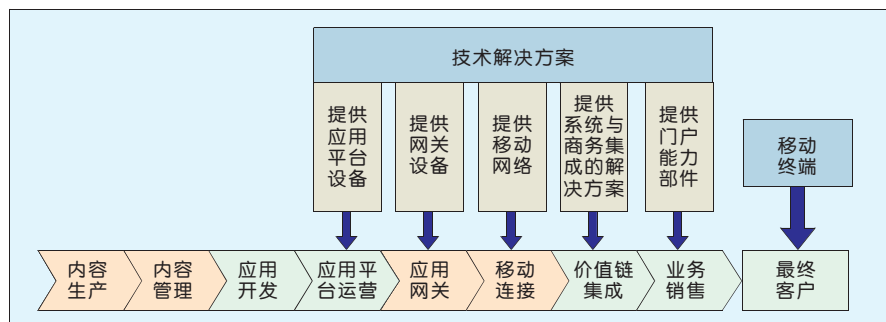 技术解决方案
提供
应用
平台
设备
提供
网关
设备
提供
移动
网络
提供
系统与
商务集
成的解
决方案
提供
门户
能力
部件
移动
终端
内容
生产
内容
管理
应用
开发
应用平
台运营
应用
网关
移动
连接
价值链
集成
业务
销售
最终
客户